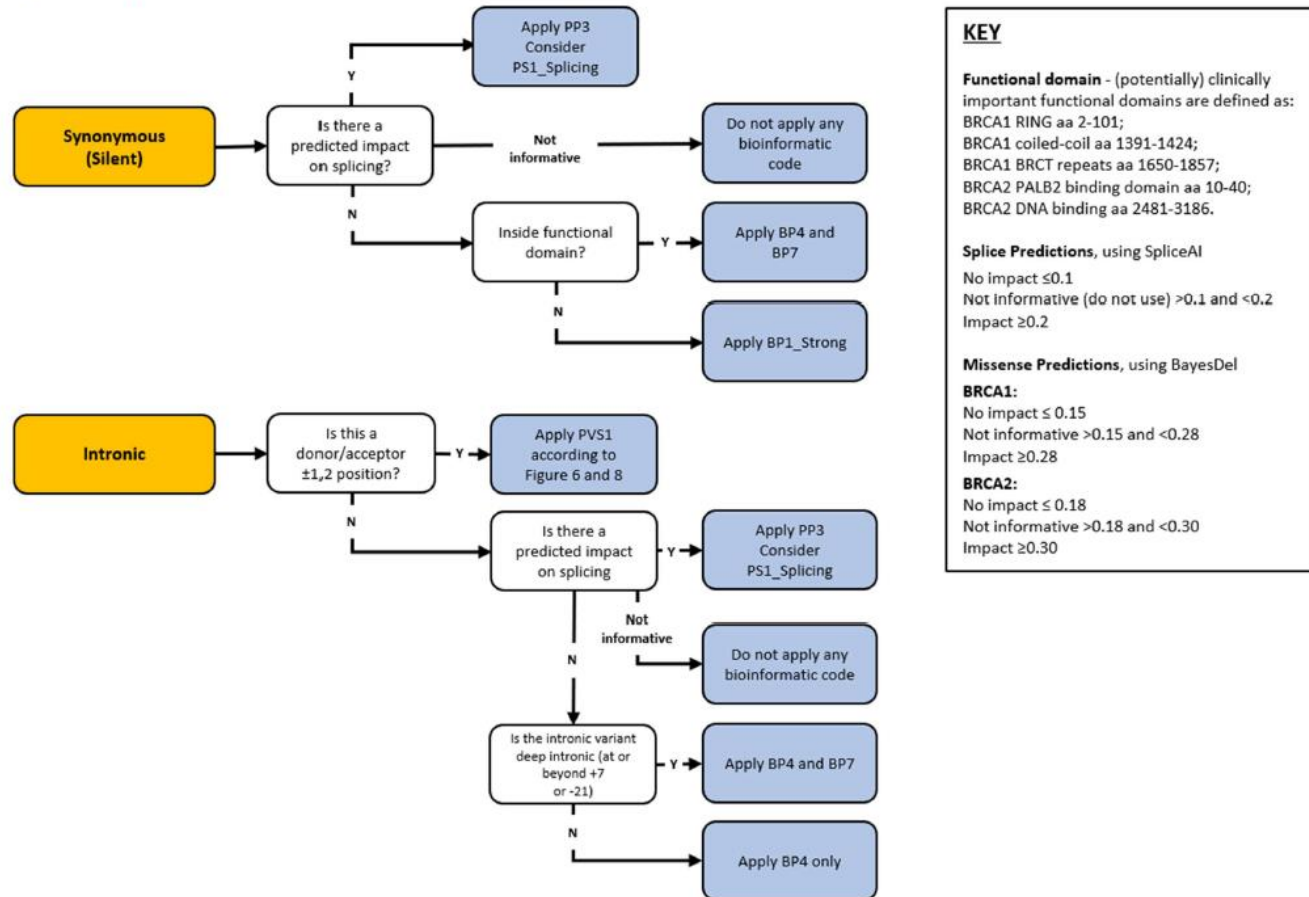 Apply PP3
Consider
PS1_Splicing
Y
Synonymous
(Silent)
Is there a
predicted impact
on splicing?
Not
informative
Do not apply any
bioinformatic
code
N
Inside functional
domain?
Y
Apply BP4 and
BP7
N
Apply BP1_Strong
Intronic
Is this a
donor/acceptor
±1,2 position?
Y
Apply PVS1
according to
Figure 6 and 8
N
Is there a
predicted impact
on splicing
Y
Apply PP3
Consider
PS1_Splicing
Not
informative
Do not apply any
bioinformatic code
N
Is the intronic variant
deep intronic (at or
beyond +7
or -21)
Y
Apply BP4 and BP7
N
Apply BP4 only
KEY
Functional domain - (potentially) clinically
important functional domains are defined as:
BRCA1 RING aa 2-101;
BRCA1 coiled-coil aa 1391-1424;
BRCA1 BRCT repeats aa 1650-1857;
BRCA2 PALB2 binding domain aa 10-40;
BRCA2 DNA binding aa 2481-3186.
Splice Predictions, using SpliceAI
No impact ≤0.1
Not informative (do not use) >0.1 and <0.2
Impact ≥0.2
Missense Predictions, using BayesDel
BRCA1:
No impact ≤ 0.15
Not informative >0.15 and <0.28
Impact ≥0.28
BRCA2:
No impact ≤ 0.18
Not informative >0.18 and <0.30
Impact ≥0.30